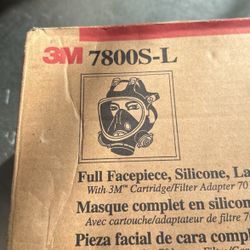 3M 7800S-L
Full Facepiece, Silicone, La
With 3M™ Cartridge/Filter Adapter 70
Masque complet en silicon
Avec cartouche/adaptateur de filtre 7
Pieza facial de cara comp